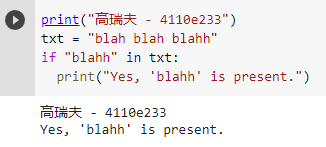 print("高瑞夫 - 4110e233")
txt = "blah blah blahh"
if "blahh" in txt:
  print("Yes, 'blahh' is present.")
高瑞夫 - 4110e233
Yes, 'blahh' is present.